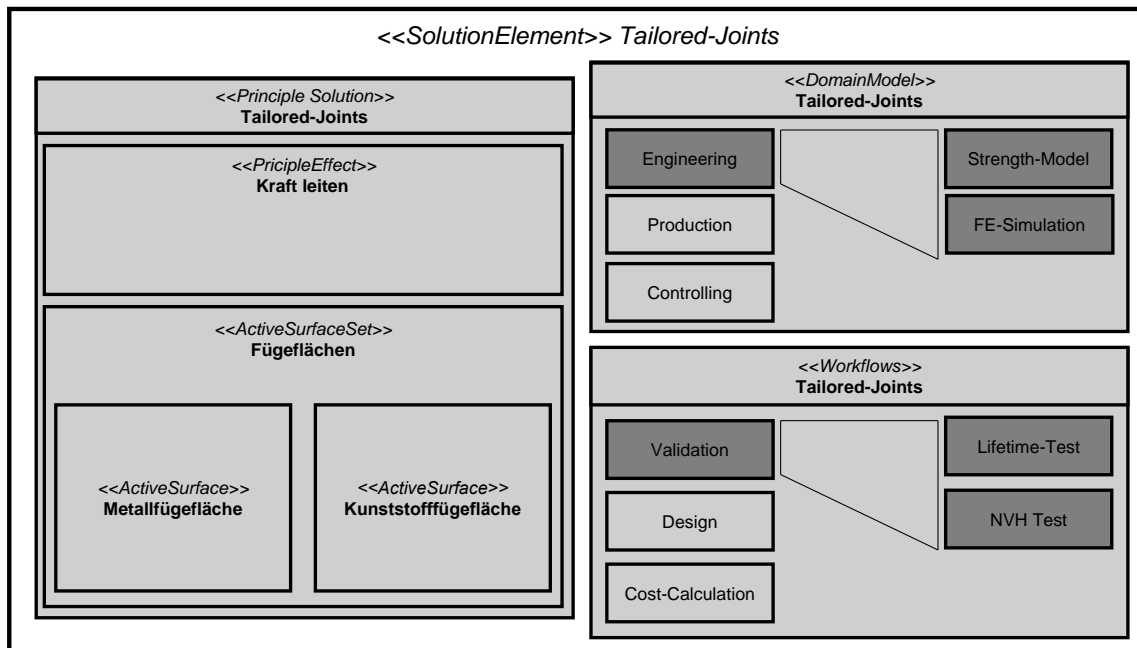 <<SolutionElement>> Tailored-Joints
<<Principle Solution>>
Tailored-Joints
<<PricipleEffect>>
Kraft leiten
<<ActiveSurfaceSet>>
Fügeflächen
<<ActiveSurface>>
Metallfügefläche
<<ActiveSurface>>
Kunststofffügefläche
<<DomainModel>>
Tailored-Joints
Engineering
Production
Controlling
Strength-Model
FE-Simulation
<<Workflows>>
Tailored-Joints
Validation
Design
Cost-Calculation
Lifetime-Test
NVH Test